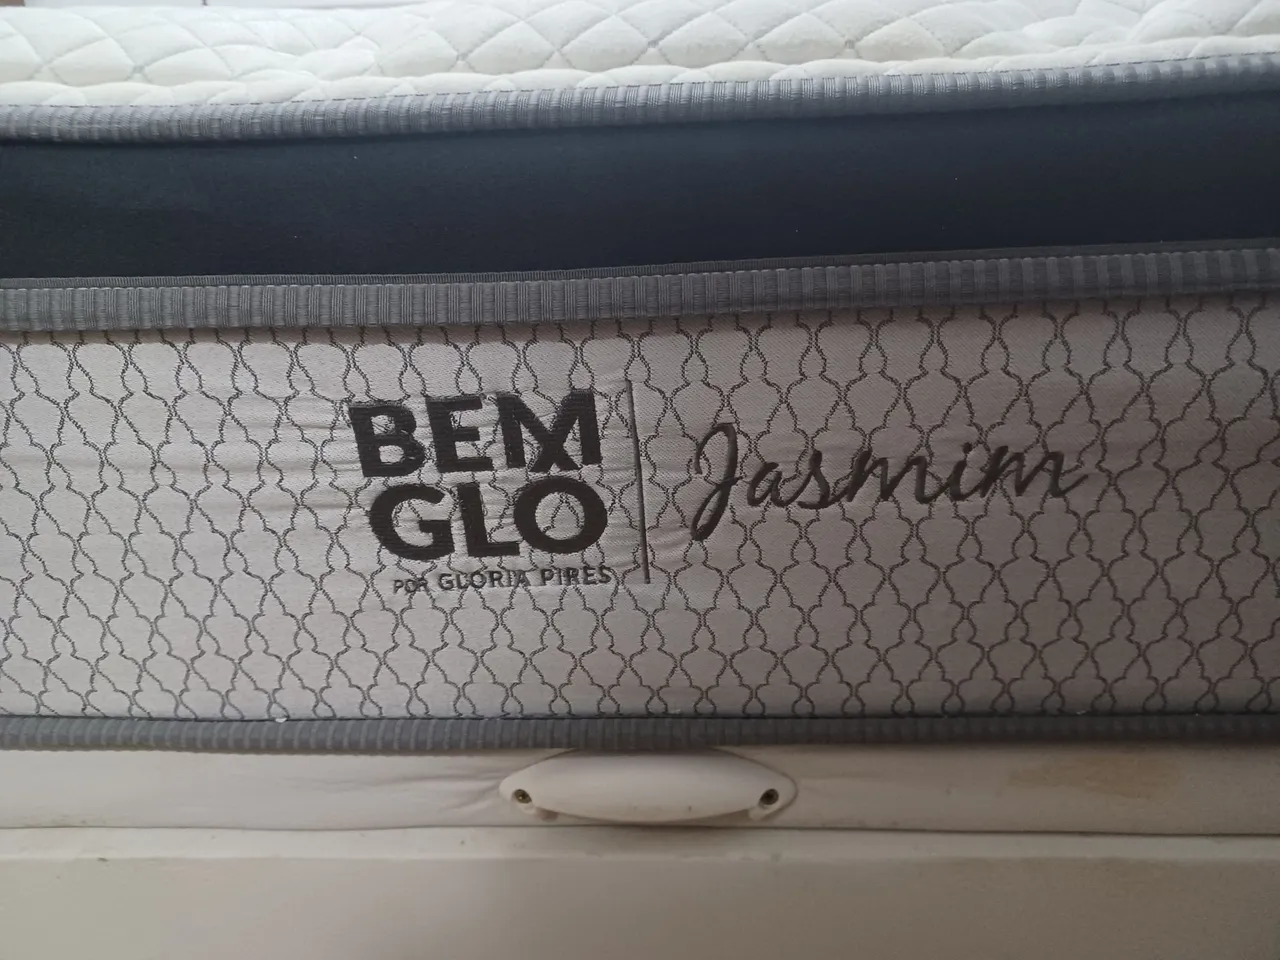 BEM
GLO
POR GLORIA PIRES
Jasmim